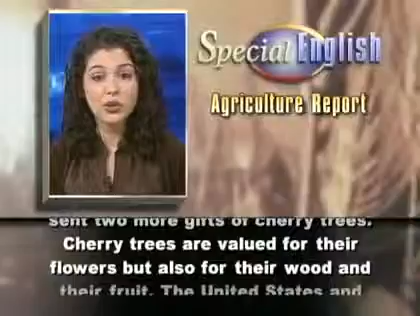 Special English
Agriculture Report
sent two more gifts of cherry trees.
Cherry trees are valued for their
flowers but also for their wood and
their fruit. The United States and